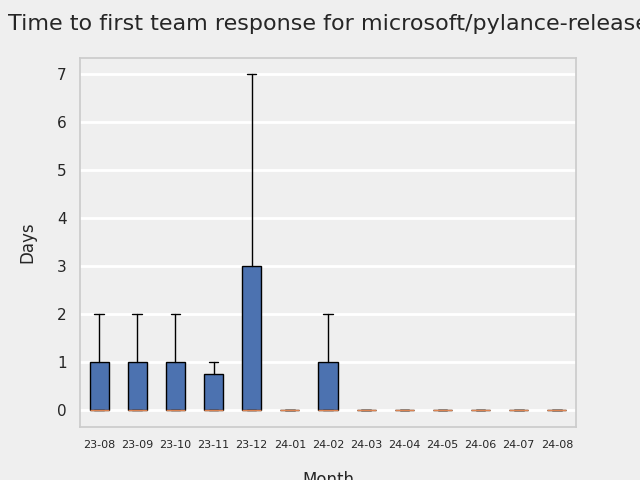 Time to first team response for microsoft/pylance-release
7
6
5
4
3
2
1
0
Days
23-08 23-09 23-10 23-11 23-12 24-01 24-02 24-03 24-04 24-05 24-06 24-07 24-08
Month